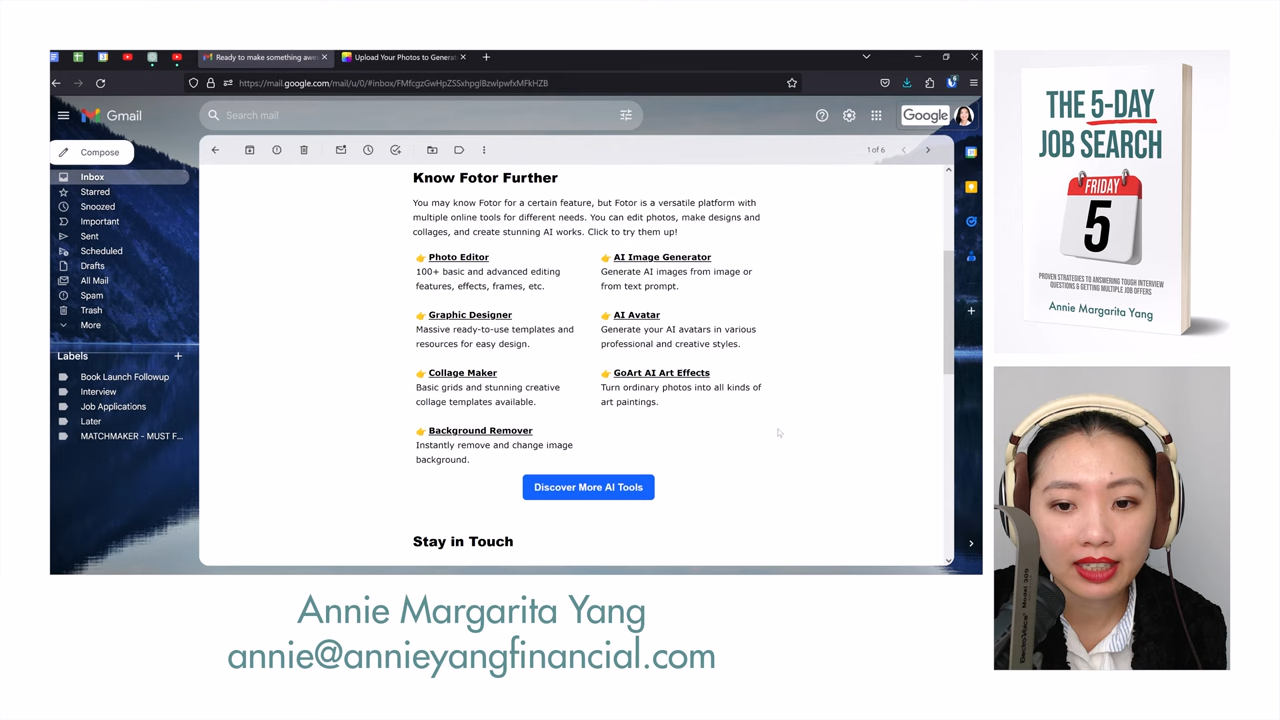 Ready to make something awe
Upload Your Photos to Generat
https://mail.google.com/mail/u/0/#inbox/FMfcgzGwHpZSSxhpglBzwlpwfxMFkHZB
Gmail
Search mail
Google
Compose
1 of 6
Inbox
Starred
Snoozed
Important
Sent
Scheduled
Drafts
All Mail
Spam
Trash
More
Labels
Book Launch Followup
Interview
Job Applications
Later
MATCHMAKER - MUST F...
Know Fotor Further
You may know Fotor for a certain feature, but Fotor is a versatile platform with
multiple online tools for different needs. You can edit photos, make designs and
collages, and create stunning AI works. Click to try them up!
Photo Editor
100+ basic and advanced editing
features, effects, frames, etc.
AI Image Generator
Generate AI images from image or
from text prompt.
Graphic Designer
Massive ready-to-use templates and
resources for easy design.
AI Avatar
Generate your AI avatars in various
professional and creative styles.
Collage Maker
Basic grids and stunning creative
collage templates available.
GoArt AI Art Effects
Turn ordinary photos into all kinds of
art paintings.
Background Remover
Instantly remove and change image
background.
Discover More AI Tools
Stay in Touch
THE 5-DAY
JOB SEARCH
FRIDAY
5
PROVEN STRATEGIES TO ANSWERING TOUGH INTERVIEW
QUESTIONS & GETTING MULTIPLE JOB OFFERS
Annie Margarita Yang
Annie Margarita Yang
annie@annieyangfinancial.com